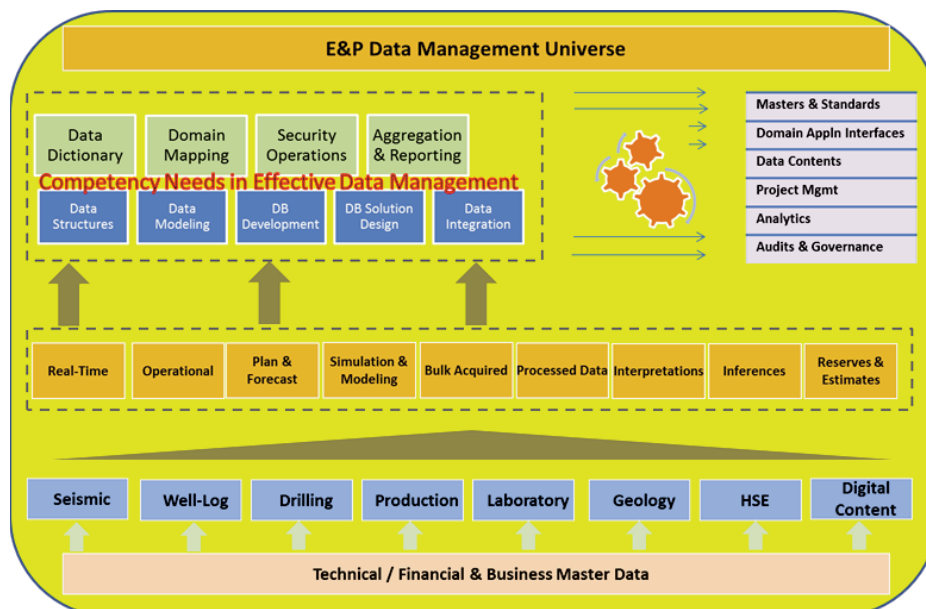 E&P Data Management Universe
Data
Dictionary
Domain
Mapping
Security
Operations
Aggregation
& Reporting
Competency Needs in Effective Data Management
Data
Structures
Data
Modeling
DB
Development
DB Solution
Design
Data
Integration
Masters & Standards
Domain Appln Interfaces
Data Contents
Project Mgmt
Analytics
Audits & Governance
Real-Time
Operational
Plan &
Forecast
Simulation &
Modeling
Bulk Acquired
Processed Data
Interpretations
Inferences
Reserves &
Estimates
Seismic
Well-Log
Drilling
Production
Laboratory
Geology
HSE
Digital
Content
Technical / Financial & Business Master Data